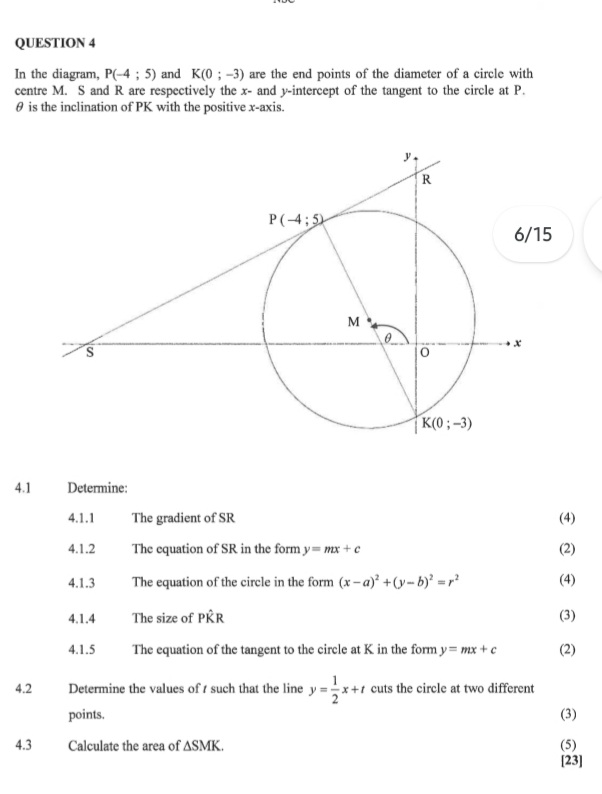 QUESTION 4
In the diagram, P(–4 ; 5) and K(0 ; –3) are the end points of the diameter of a circle with
centre M. S and R are respectively the x- and y-intercept of the tangent to the circle at P.
θ is the inclination of PK with the positive x-axis.
y
R
P(–4 ; 5)
6/15
M
θ
x
S
O
K(0 ; –3)
4.1 Determine:
4.1.1 The gradient of SR (4)
4.1.2 The equation of SR in the form y = mx + c (2)
4.1.3 The equation of the circle in the form (x – a)² + (y – b)² = r² (4)
4.1.4 The size of PK̂R (3)
4.1.5 The equation of the tangent to the circle at K in the form y = mx + c (2)
4.2 Determine the values of t such that the line y = 1/2 x + t cuts the circle at two different
points. (3)
4.3 Calculate the area of ΔSMK. (5)
[23]